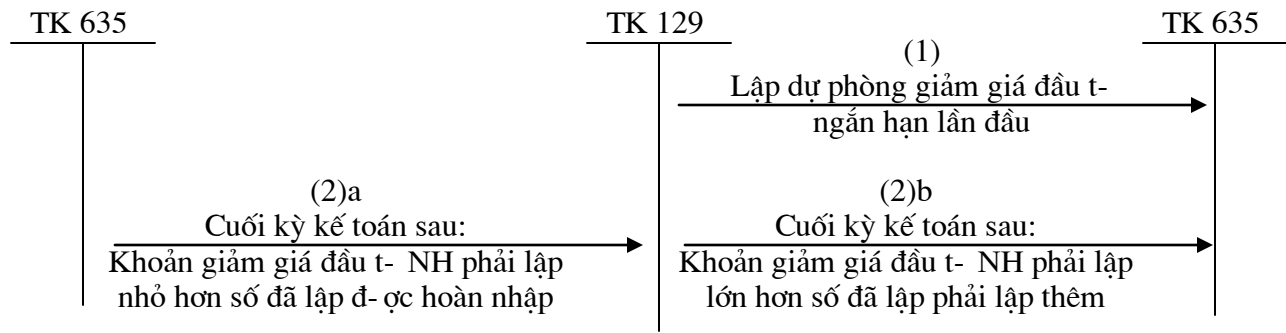 TK 635
TK 129
TK 635
(1)
Lập dự phòng giảm giá đầu t-
ngắn hạn lần đầu
(2)a
Cuối kỳ kế toán sau:
Khoản giảm giá đầu t- NH phải lập
nhỏ hơn số đã lập đ- ợc hoàn nhập
(2)b
Cuối kỳ kế toán sau:
Khoản giảm giá đầu t- NH phải lập
lớn hơn số đã lập phải lập thêm